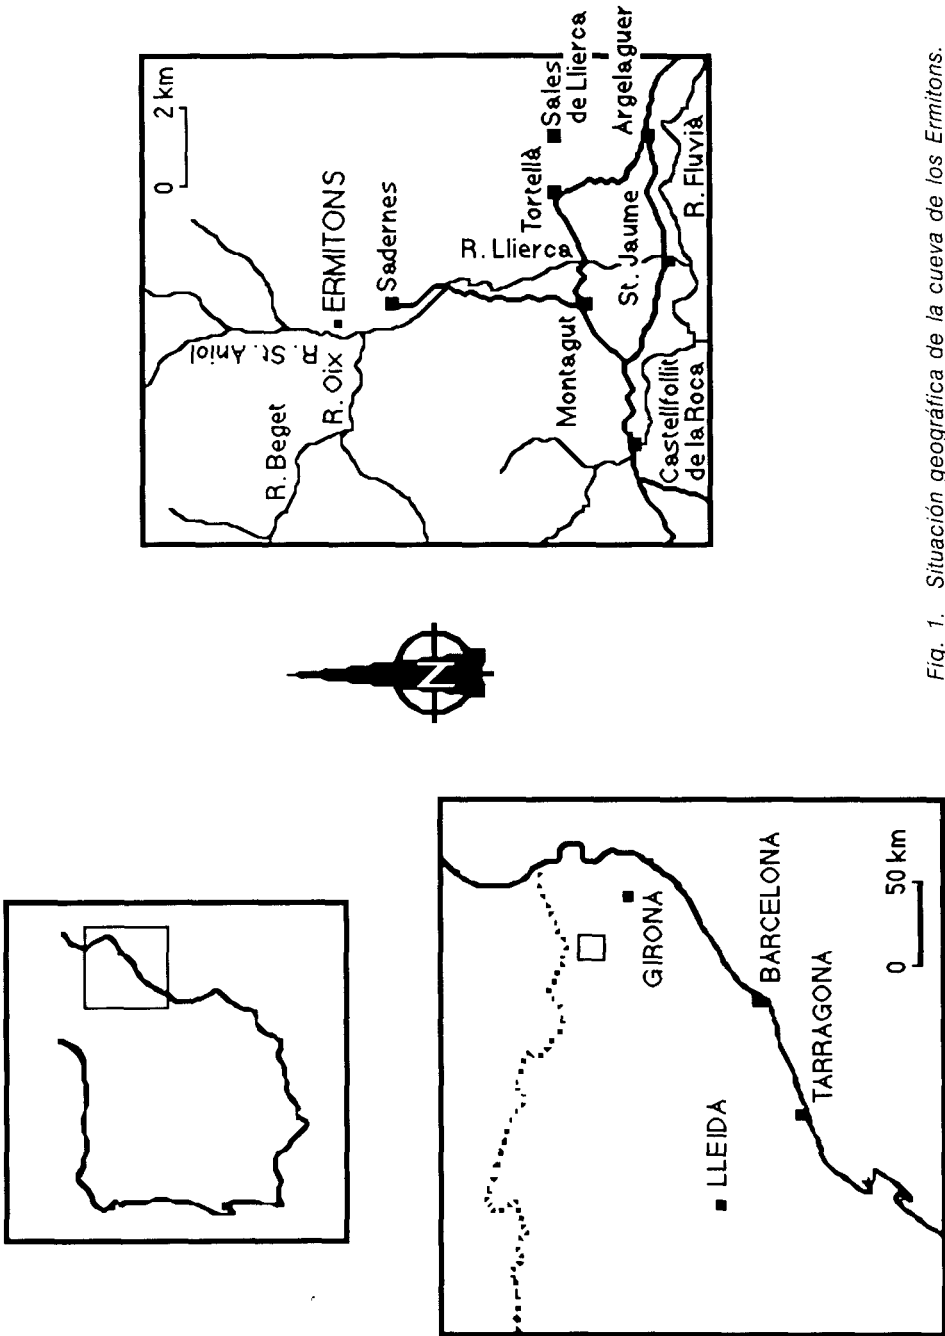 0 2 km
R. St. Aniol
ERMITONS
R. Beget
R. Oix
Sadernes
R. Llierca
Tortellà
Sales
de Llierca
Montagut
St. Jaume
Argelaguer
Castellfollit
de la Roca
R. Fluvià
N
GIRONA
BARCELONA
LLEIDA
TARRAGONA
0 50 km
Fig. 1. Situación geográfica de la cueva de los Ermitons.